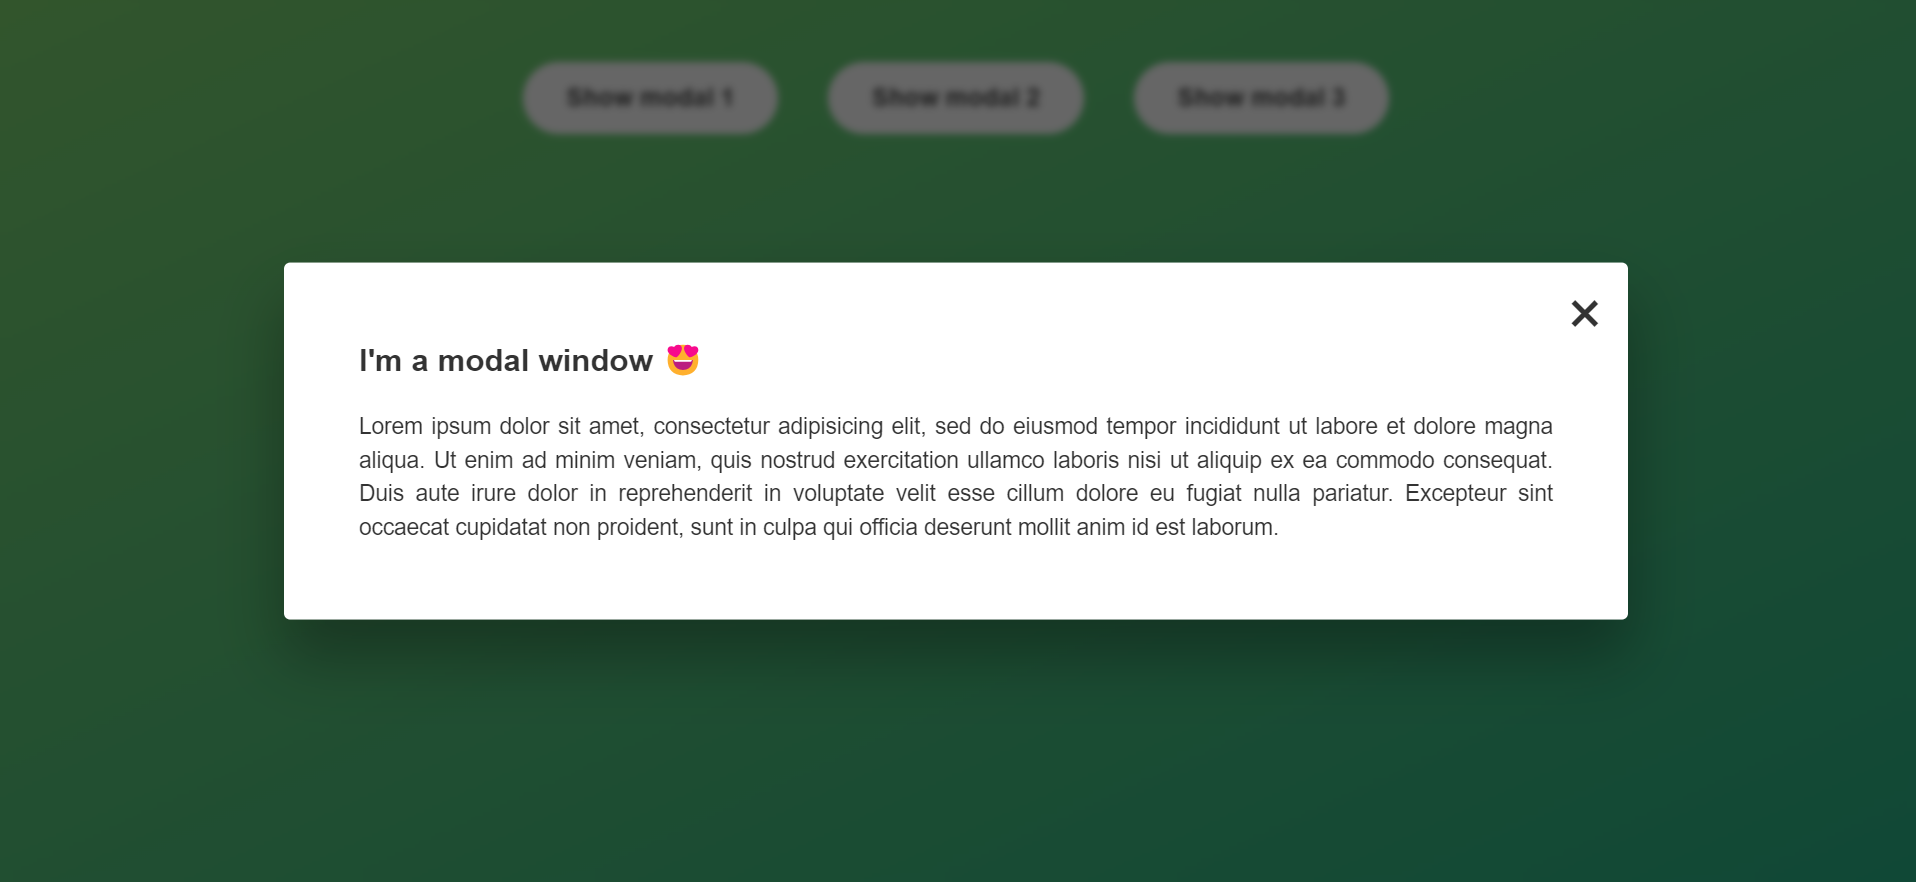 Show modal 1 Show modal 2 Show modal 3
×
I'm a modal window 😍
Lorem ipsum dolor sit amet, consectetur adipisicing elit, sed do eiusmod tempor incididunt ut labore et dolore magna
aliqua. Ut enim ad minim veniam, quis nostrud exercitation ullamco laboris nisi ut aliquip ex ea commodo consequat.
Duis aute irure dolor in reprehenderit in voluptate velit esse cillum dolore eu fugiat nulla pariatur. Excepteur sint
occaecat cupidatat non proident, sunt in culpa qui officia deserunt mollit anim id est laborum.